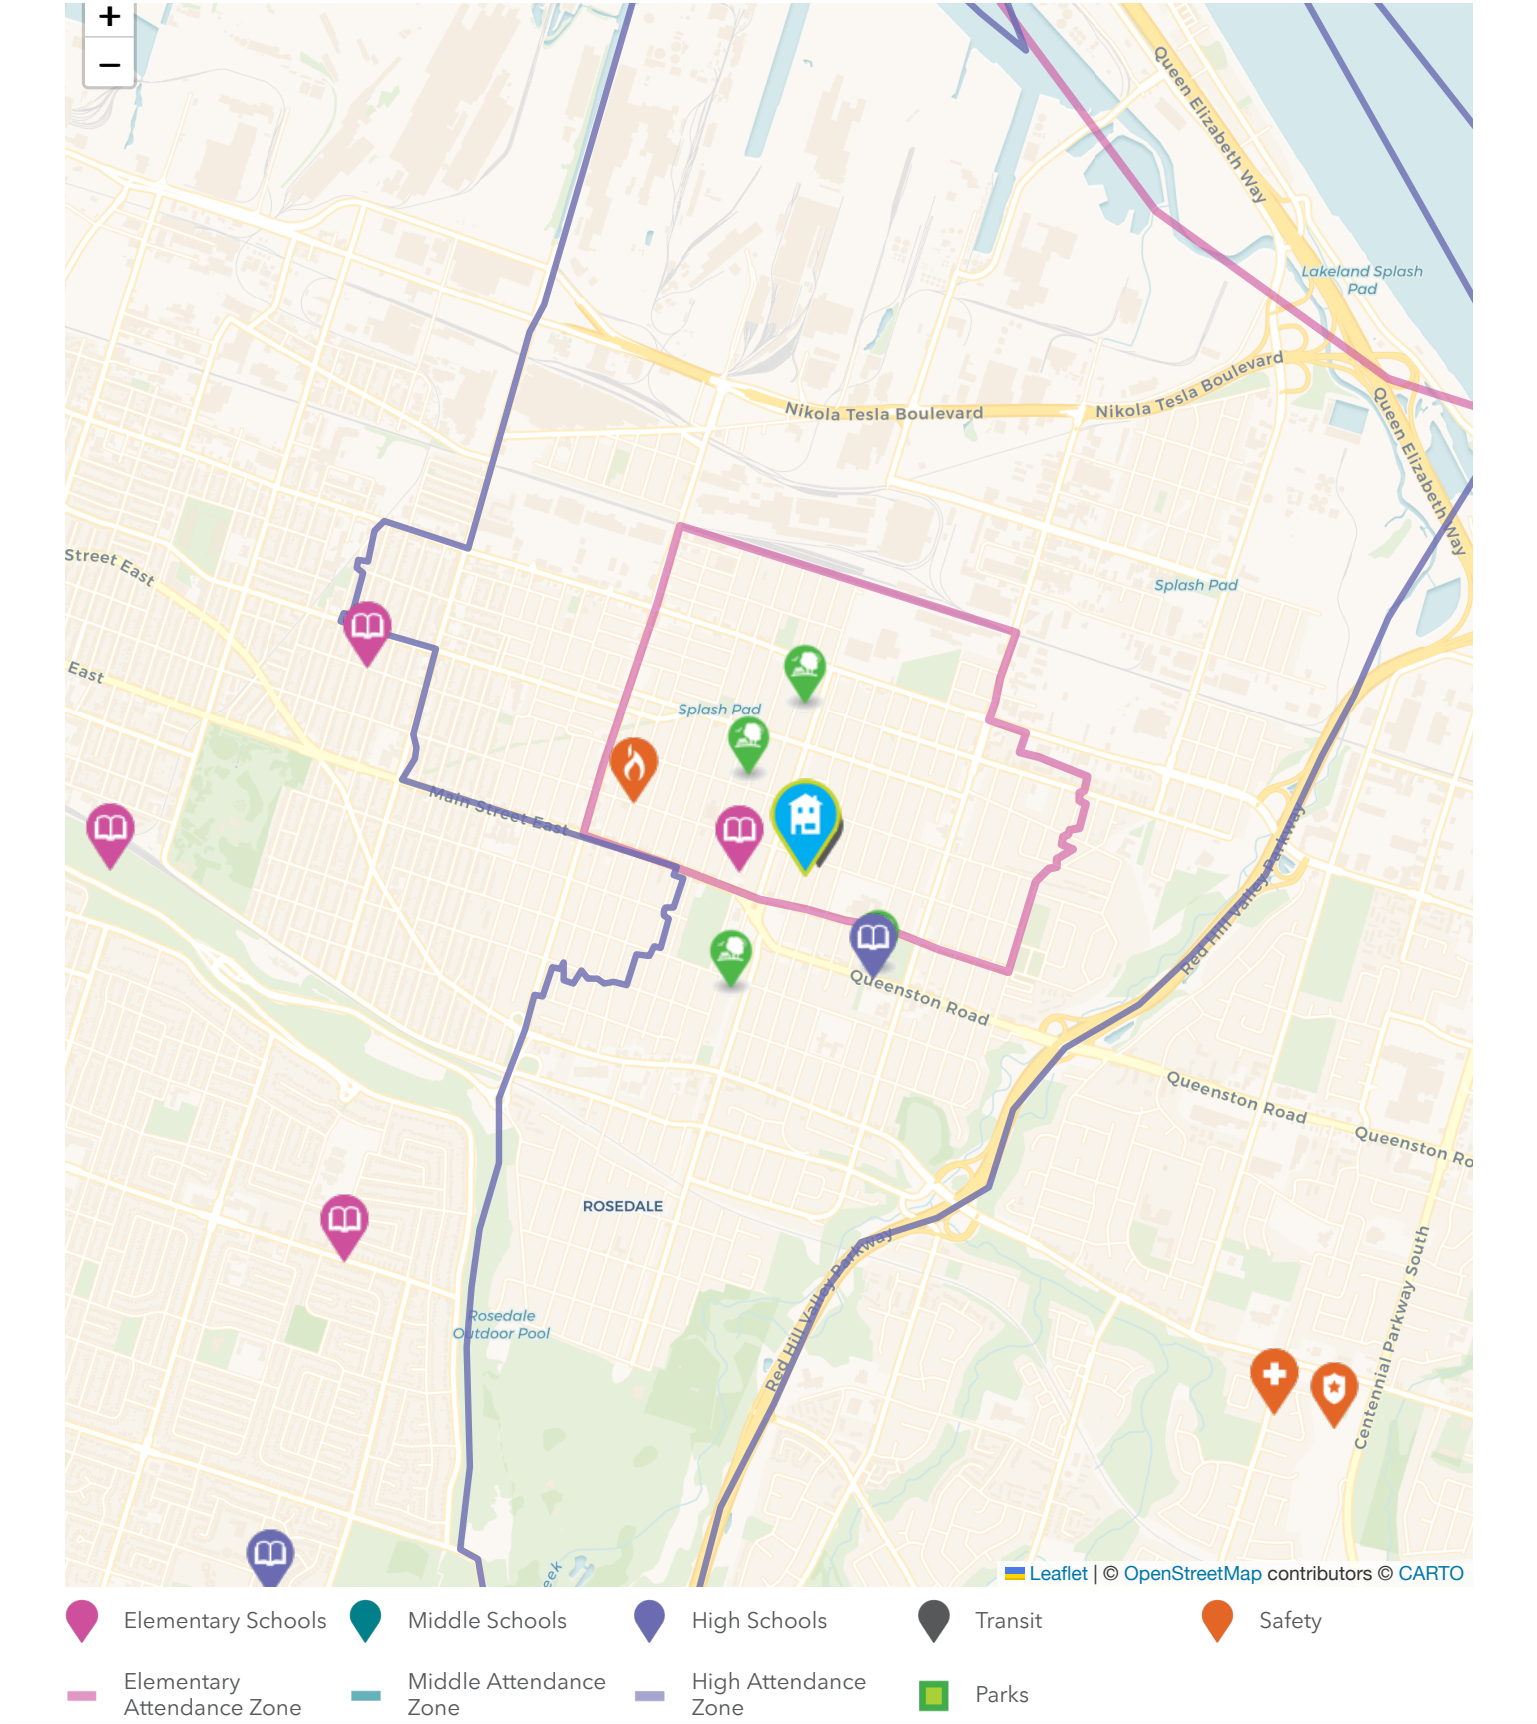 +
−
Queen Elizabeth Way
Lakeland Splash
Pad
Nikola Tesla Boulevard
Nikola Tesla Boulevard
Queen Elizabeth Way
Street East
Splash Pad
East
Splash Pad
Main Street East
Red Hill Valley Parkway
Queenston Road
Queenston Road
Queenston Ro
ROSEDALE
Red Hill Valley Parkway
Centennial Parkway South
Rosedale
Outdoor Pool
eek
Leaflet | © OpenStreetMap contributors © CARTO
Elementary Schools
Middle Schools
High Schools
Transit
Safety
Elementary
Attendance Zone
Middle Attendance
Zone
High Attendance
Zone
Parks